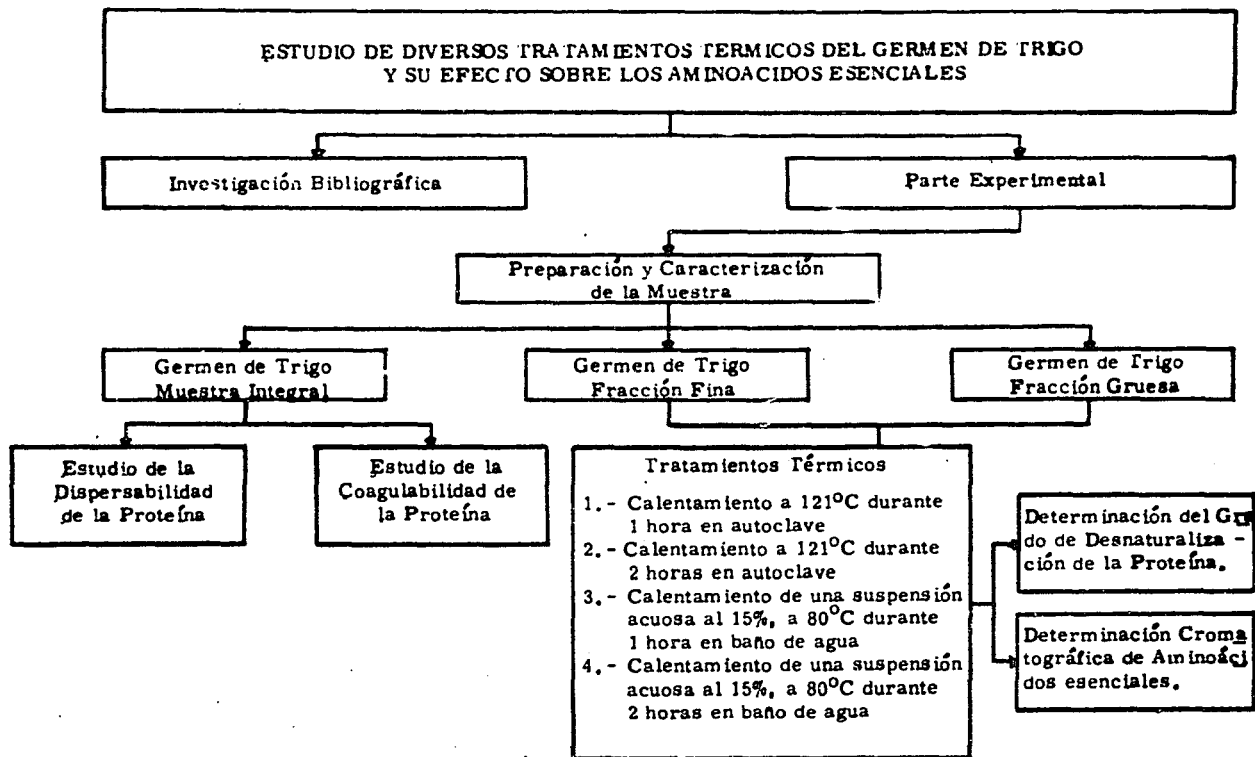 ESTUDIO DE DIVERSOS TRATAMIENTOS TERMICOS DEL GERMEN DE TRIGO
Y SU EFECTO SOBRE LOS AMINOACIDOS ESENCIALES
Investigación Bibliográfica
Parte Experimental
Preparación y Caracterización
de la Muestra
Germen de Trigo
Muestra Integral
Germen de Trigo
Fracción Fina
Germen de Trigo
Fracción Gruesa
Estudio de la
Dispersabilidad
de la Proteína
Estudio de la
Coagulabilidad de
la Proteína
Tratamientos Térmicos
1.- Calentamiento a 121°C durante
1 hora en autoclave
2.- Calentamiento a 121°C durante
2 horas en autoclave
3.- Calentamiento de una suspensión
acuosa al 15%, a 80°C durante
1 hora en baño de agua
4.- Calentamiento de una suspensión
acuosa al 15%, a 80°C durante
2 horas en baño de agua
Determinación del Gra
do de Desnaturaliza -
ción de la Proteína.
Determinación Croma
tográfica de Aminoáci
dos esenciales.